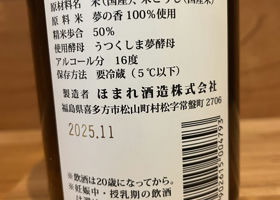 原材料名 米(国産)、米こうじ(国産米)
原 料 米 夢の香100%使用
精米歩合 50%
使用酵母 うつくしま夢酵母
アルコール分 16度
保存方法 要冷蔵(5℃以下)
製造者 ほまれ酒造株式会社
福島県喜多方市松山町村松字常盤町 2706
2025.11
※飲酒は20歳になってから。
※妊娠中・授乳期の飲酒
4902615004793